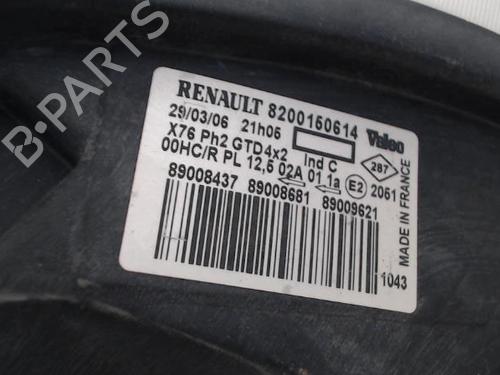 RENAULT 8200160614 Valeo
29/03/06 21h06
X76 Ph2 GTD4x2 Ind C 287
00HC/R PL 12,5 02A 01 1a E2 2061
89008437 89008681 89009621
1043
MADE IN FRANCE
B-PARTS